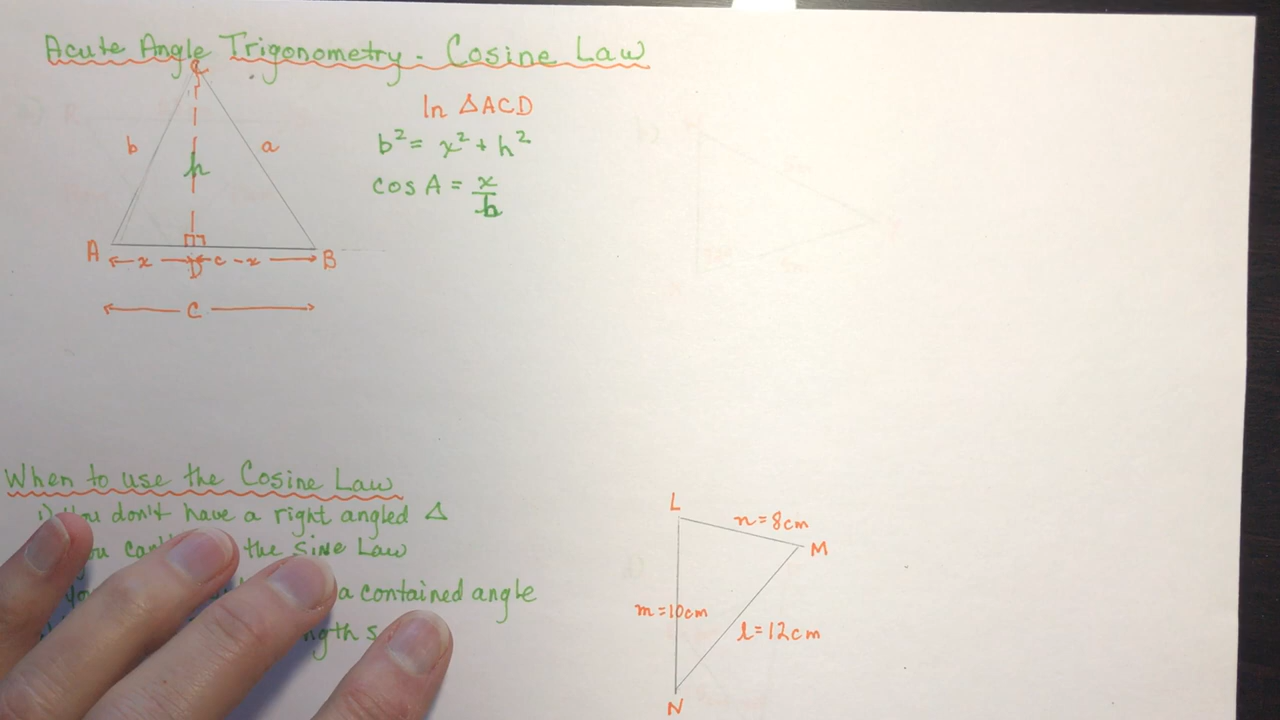 Acute Angle Trigonometry - Cosine Law
C
b
a
h
A
B
x
D
c - x
C
In △ACD
b² = x² + h²
cos A = x/b
When to use the Cosine Law
1) You don't have a right angled △
the sine Law
a contained angle
L
n=8cm
M
m=10cm
l=12cm
N